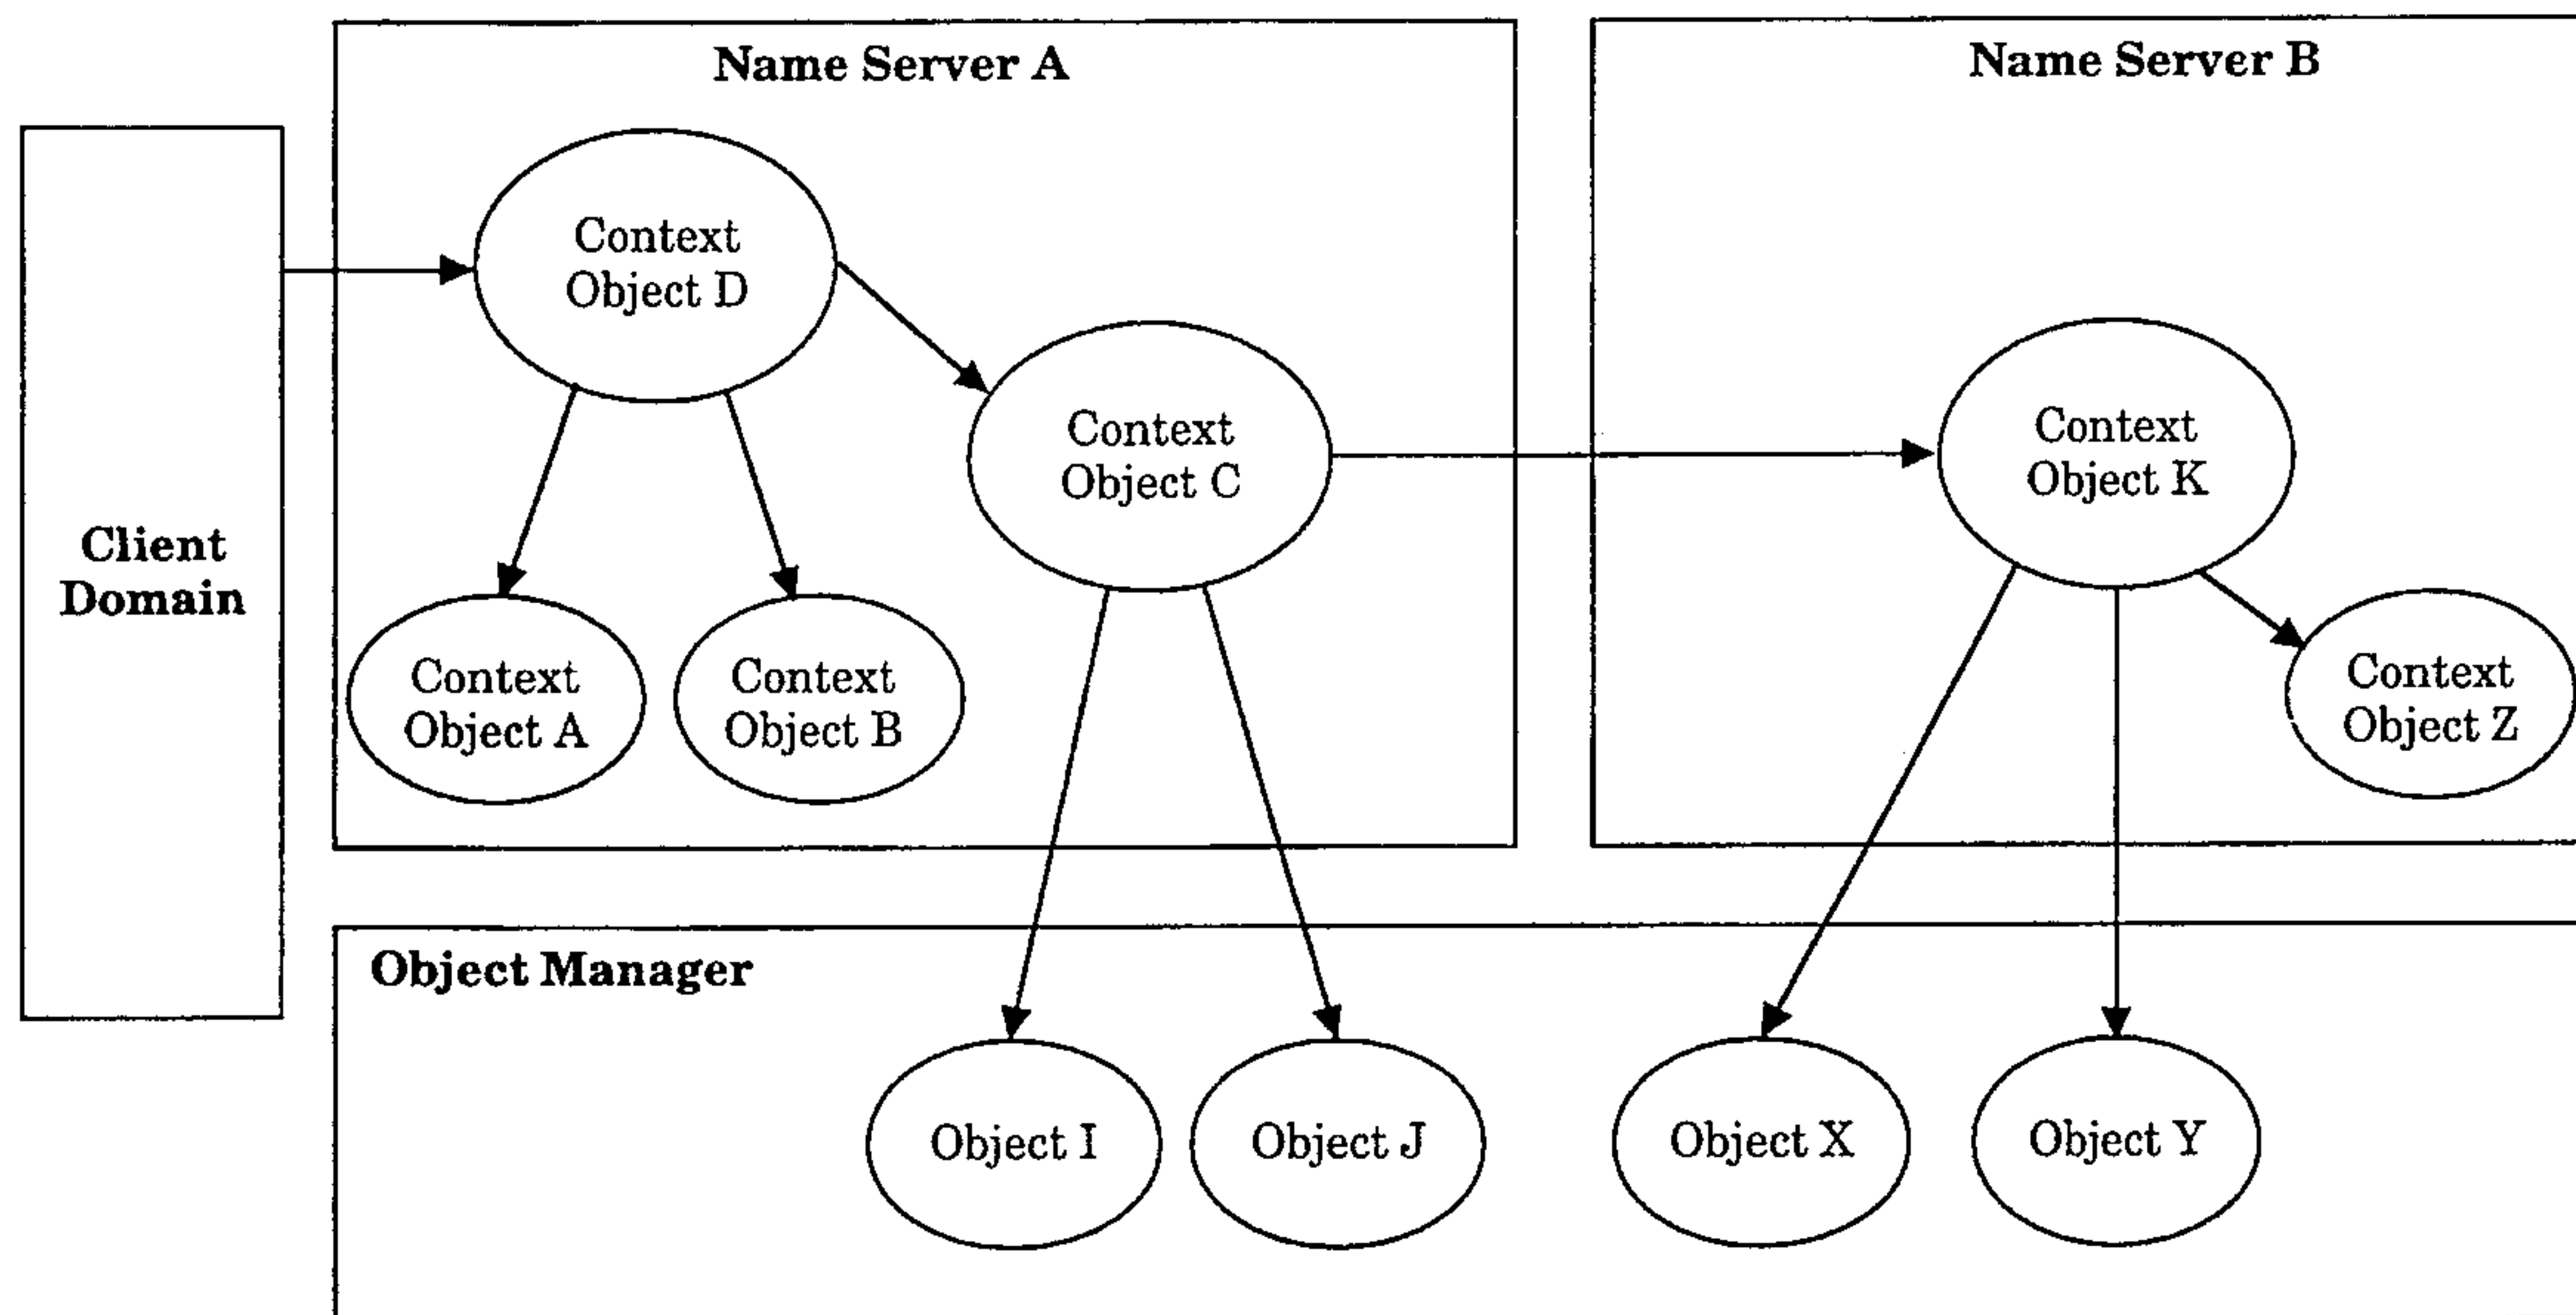 Name Server A
Name Server B
Client
Domain
Context
Object D
Context
Object C
Context
Object K
Context
Object A
Context
Object B
Context
Object Z
Object Manager
Object I
Object J
Object X
Object Y